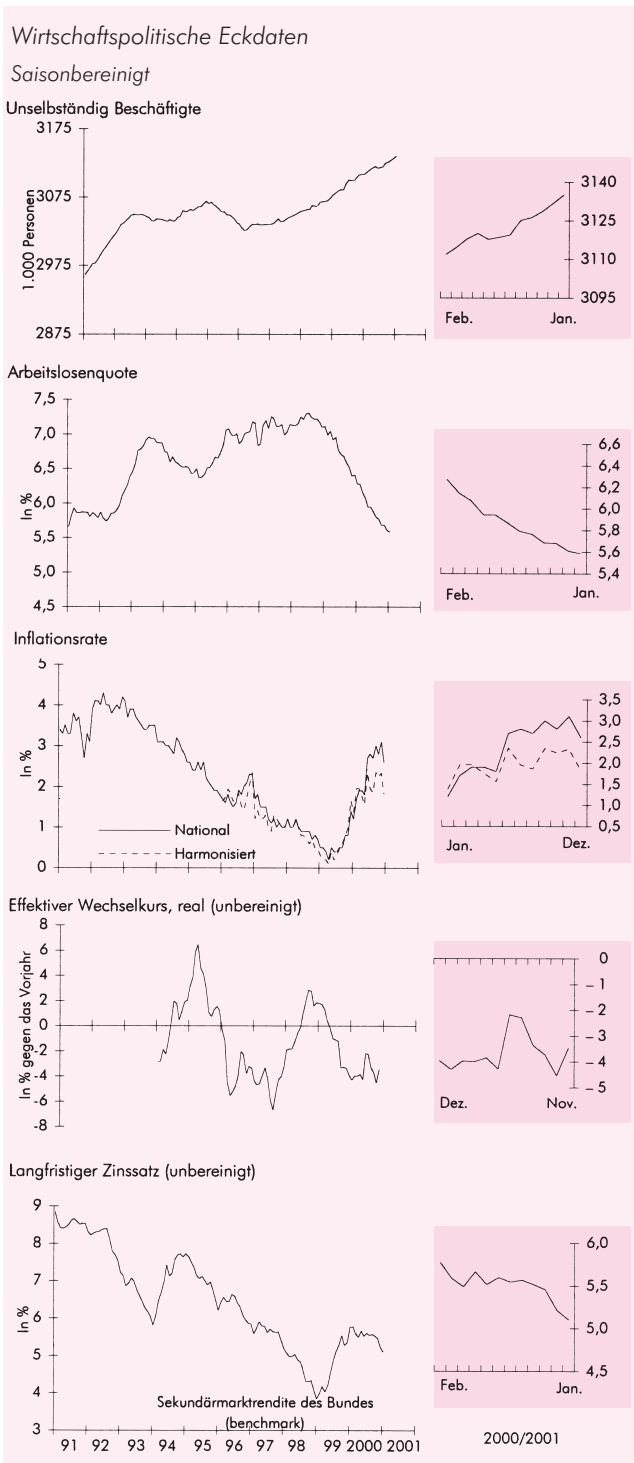 Wirtschaftspolitische Eckdaten
Saisonbereinigt
Unselbständig Beschäftigte
3175
3075
2975
2875
1.000 Personen
3140
3125
3110
3095
Feb. Jan.
Arbeitslosenquote
7,5
7,0
6,5
6,0
5,5
5,0
4,5
In %
6,6
6,4
6,2
6,0
5,8
5,6
5,4
Feb. Jan.
Inflationsrate
5
4
3
2
1
0
In %
National
Harmonisiert
3,5
3,0
2,5
2,0
1,5
1,0
0,5
Jan. Dez.
Effektiver Wechselkurs, real (unbereinigt)
8
6
4
2
0
-2
-4
-6
-8
In % gegen das Vorjahr
0
– 1
– 2
– 3
– 4
– 5
Dez. Nov.
Langfristiger Zinssatz (unbereinigt)
9
8
7
6
5
4
3
In %
Sekundärmarktrendite des Bundes
(benchmark)
91 92 93 94 95 96 97 98 99 2000 2001
6,0
5,5
5,0
4,5
Feb. Jan.
2000/2001